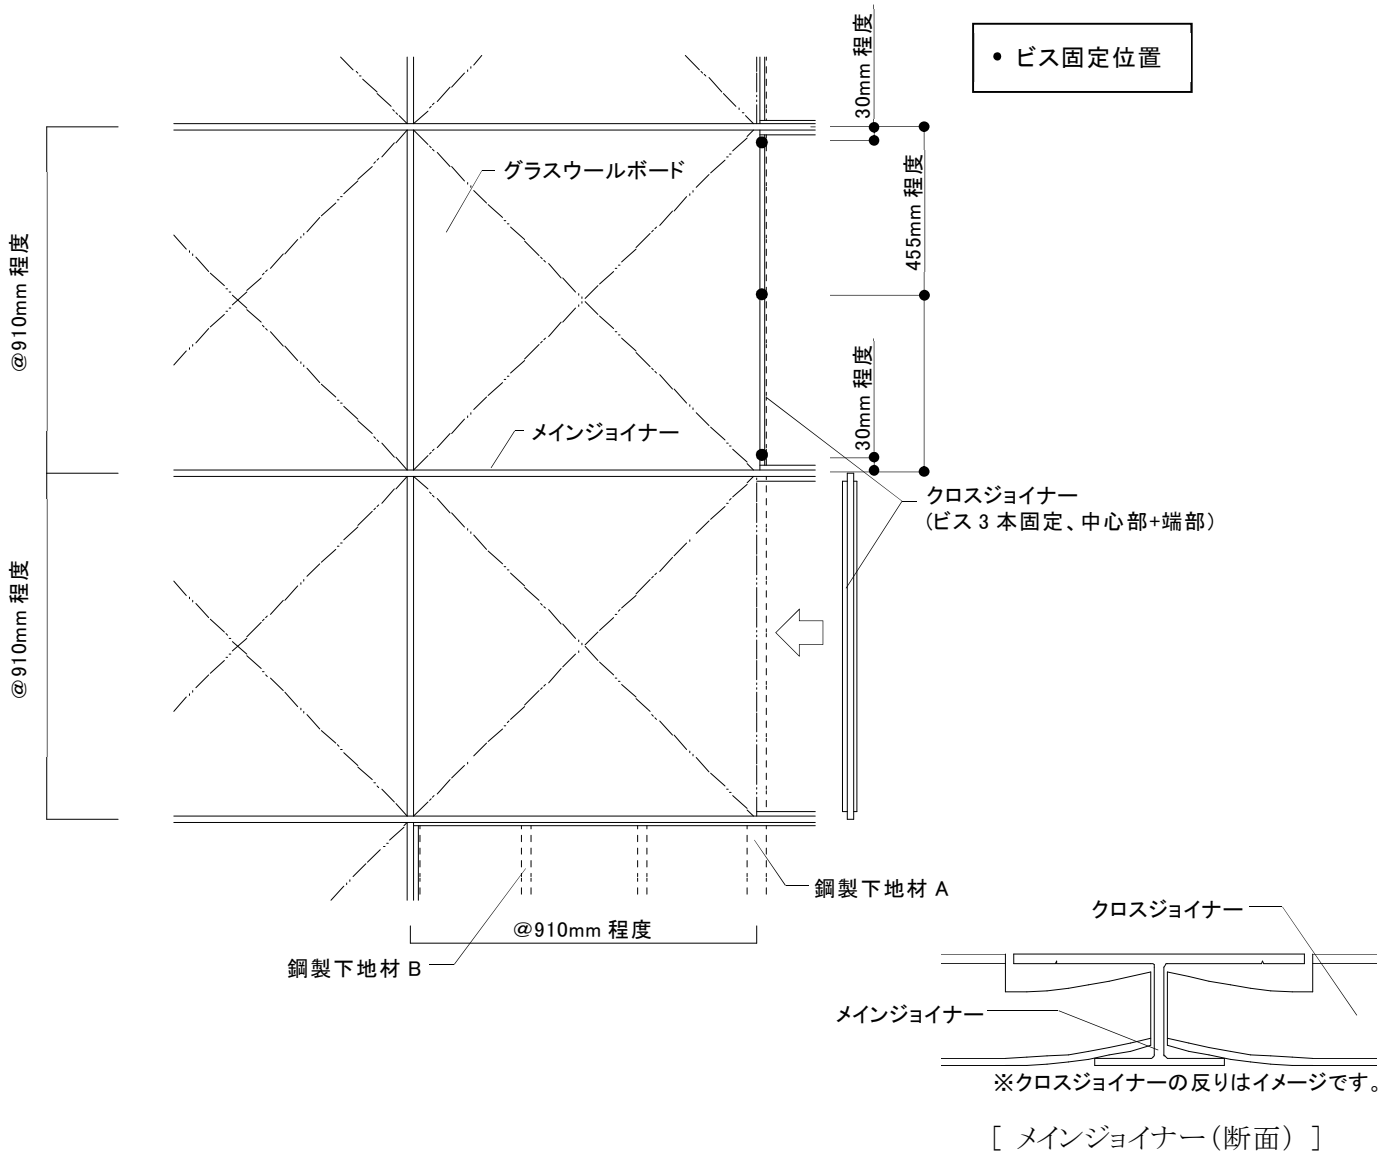 30mm 程度
● ビス固定位置
グラスウールボード
455mm 程度
@910mm 程度
メインジョイナー
30mm 程度
クロスジョイナー
(ビス 3 本固定、中心部+端部)
@910mm 程度
鋼製下地材 A
@910mm 程度
鋼製下地材 B
クロスジョイナー
メインジョイナー
※クロスジョイナーの反りはイメージです。
[ メインジョイナー(断面) ]